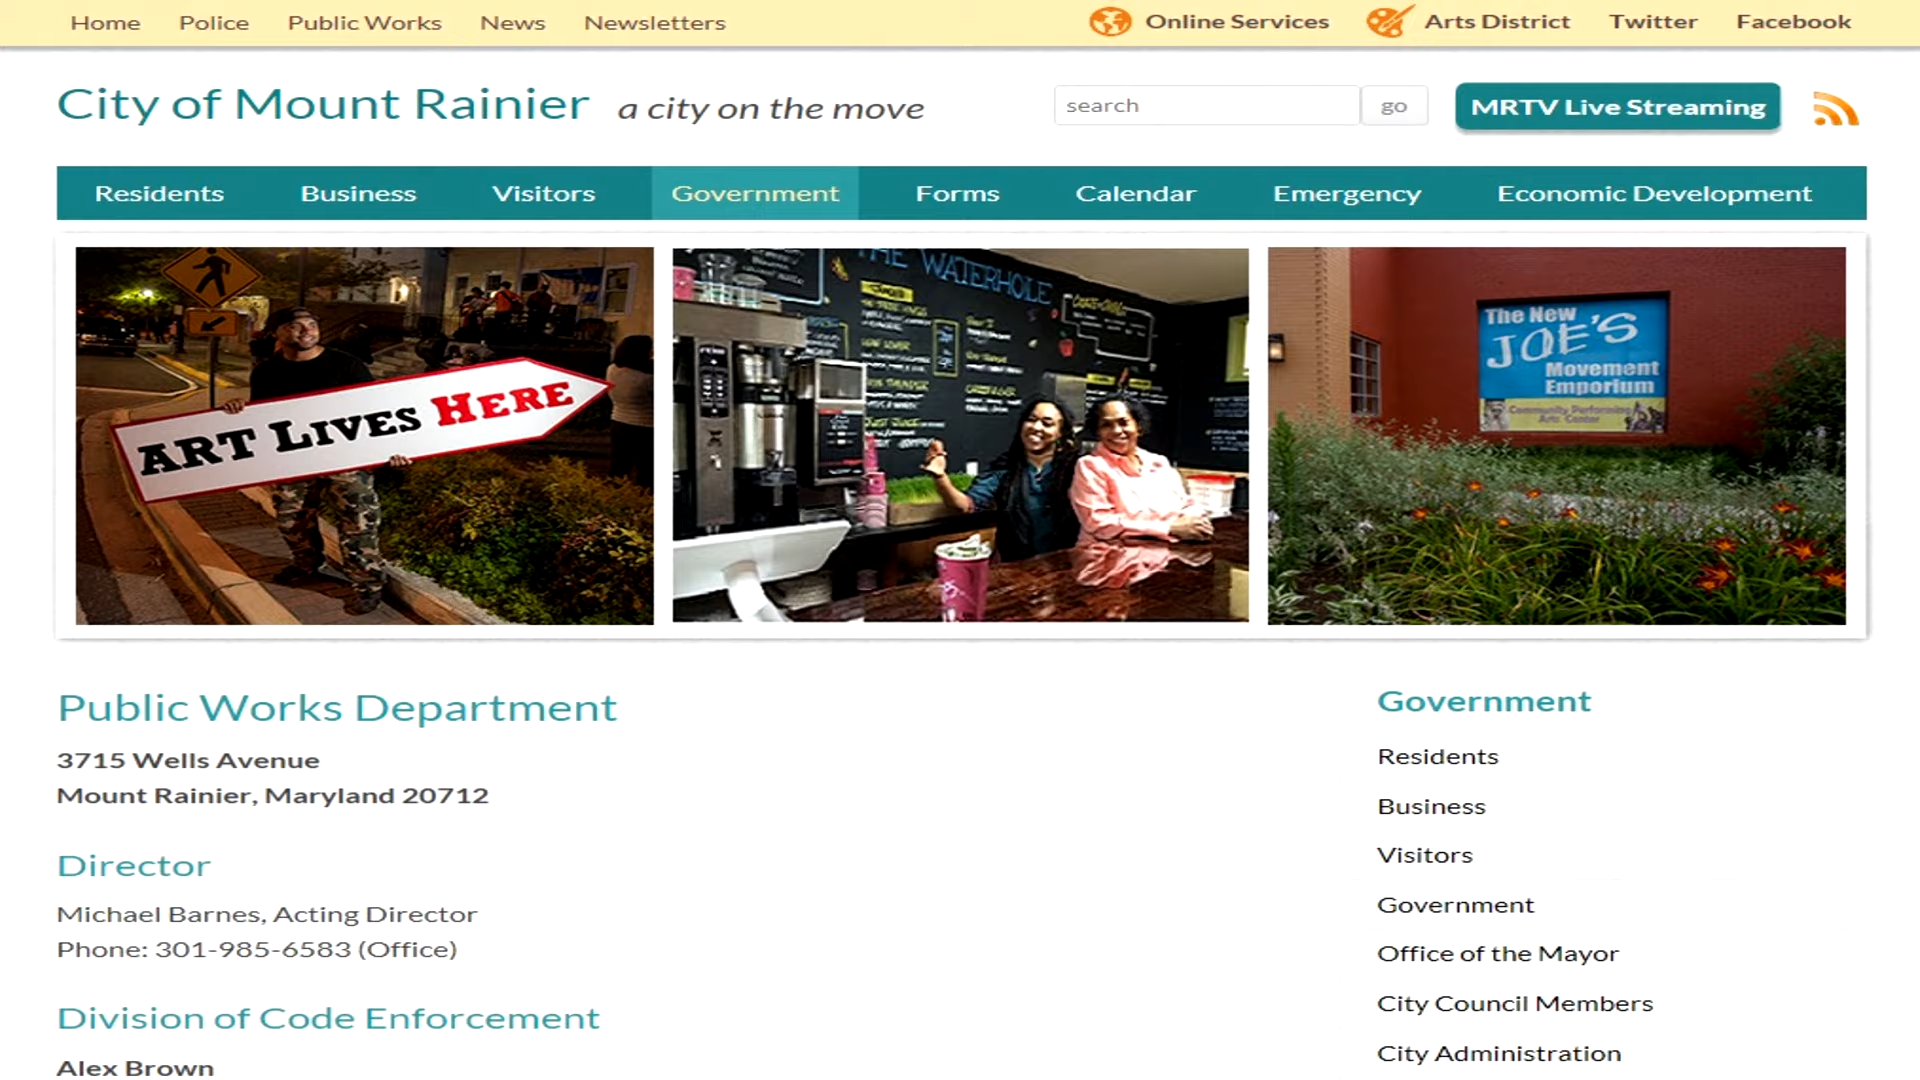 Home Police Public Works News Newsletters Online Services Arts District Twitter Facebook
City of Mount Rainier a city on the move search go MRTV Live Streaming
Residents Business Visitors Government Forms Calendar Emergency Economic Development
ART LIVES HERE
THE WATERHOLE
The New
JOE'S
Movement
Emporium
Community Performing
Arts Center
Public Works Department
3715 Wells Avenue
Mount Rainier, Maryland 20712
Director
Michael Barnes, Acting Director
Phone: 301-985-6583 (Office)
Division of Code Enforcement
Alex Brown
Government
Residents
Business
Visitors
Government
Office of the Mayor
City Council Members
City Administration